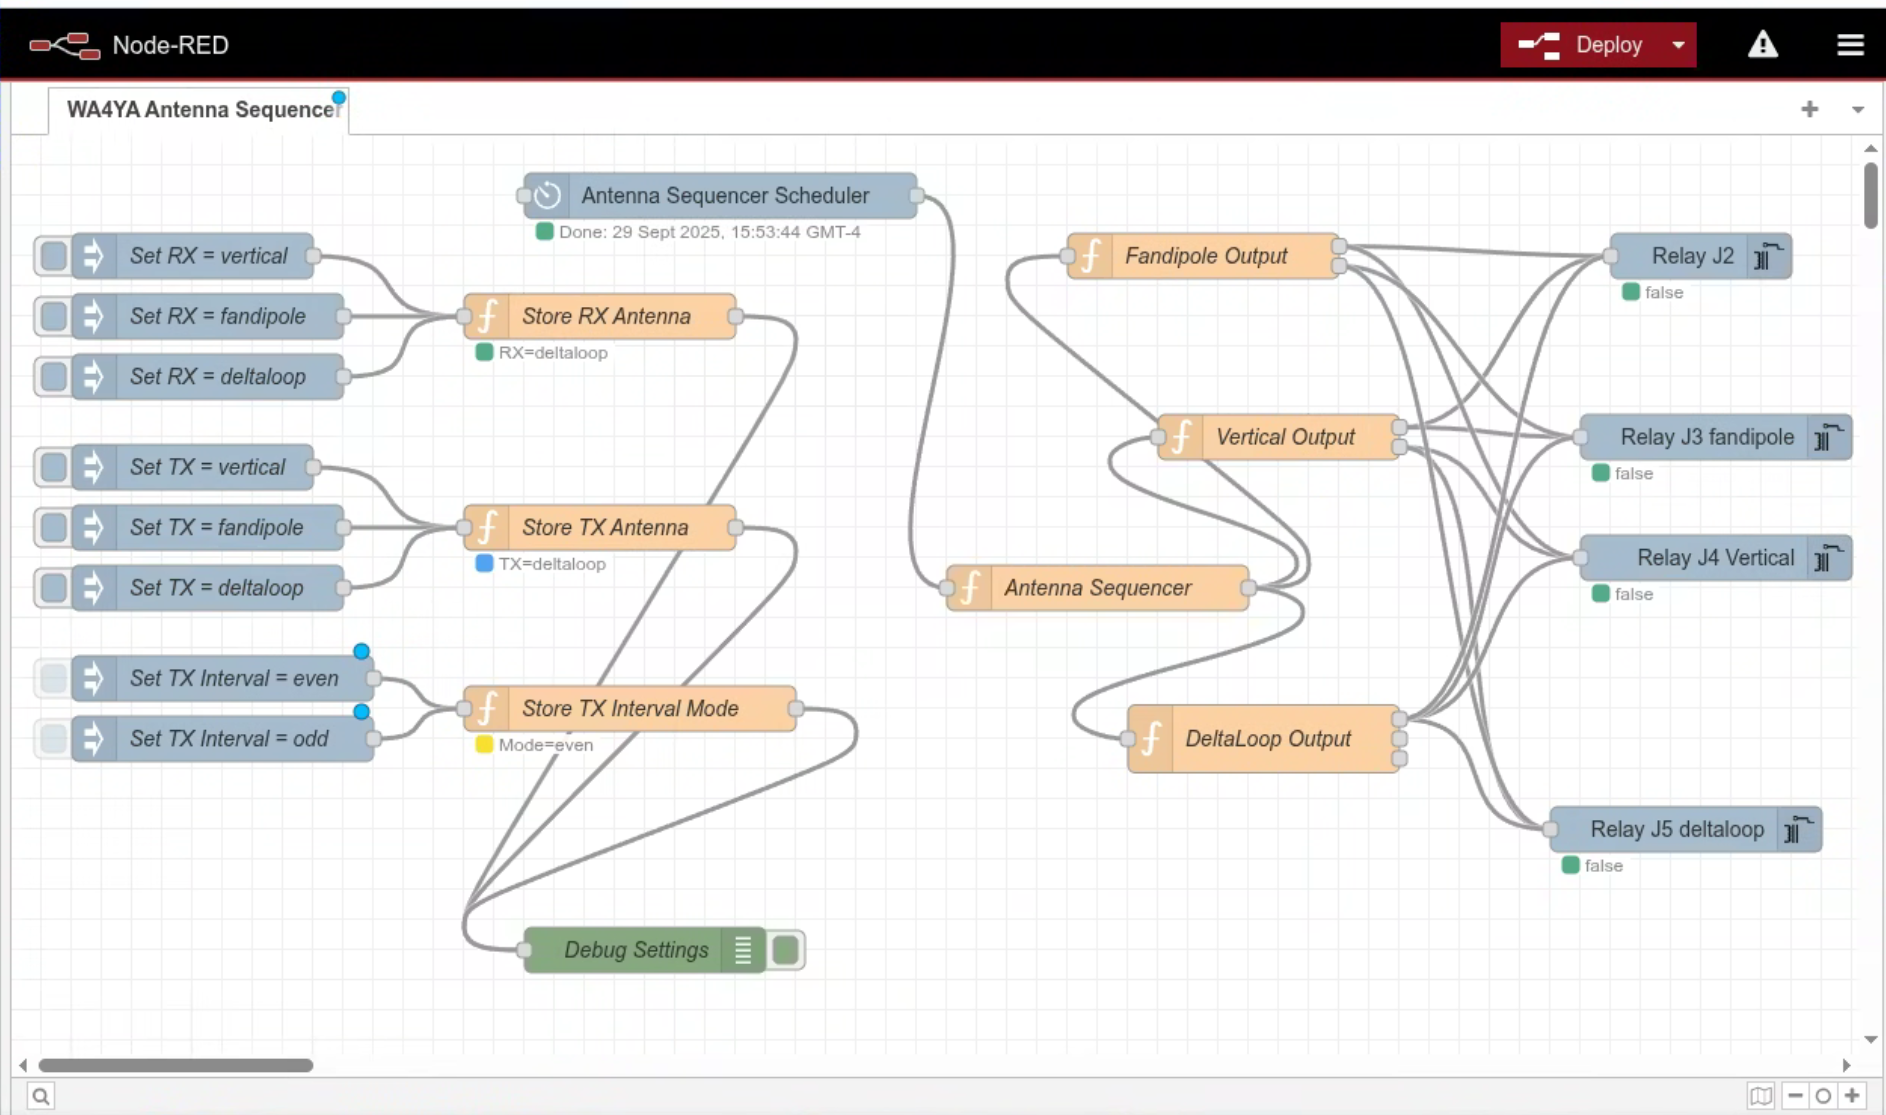 Node-RED
Deploy
WA4YA Antenna Sequencer
Antenna Sequencer Scheduler
Done: 29 Sept 2025, 15:53:44 GMT-4
Set RX = vertical
Set RX = fandipole
Set RX = deltaloop
Store RX Antenna
RX=deltaloop
Set TX = vertical
Set TX = fandipole
Set TX = deltaloop
Store TX Antenna
TX=deltaloop
Set TX Interval = even
Set TX Interval = odd
Store TX Interval Mode
Mode=even
Debug Settings
Antenna Sequencer
Fandipole Output
Vertical Output
DeltaLoop Output
Relay J2
false
Relay J3 fandipole
false
Relay J4 Vertical
false
Relay J5 deltaloop
false